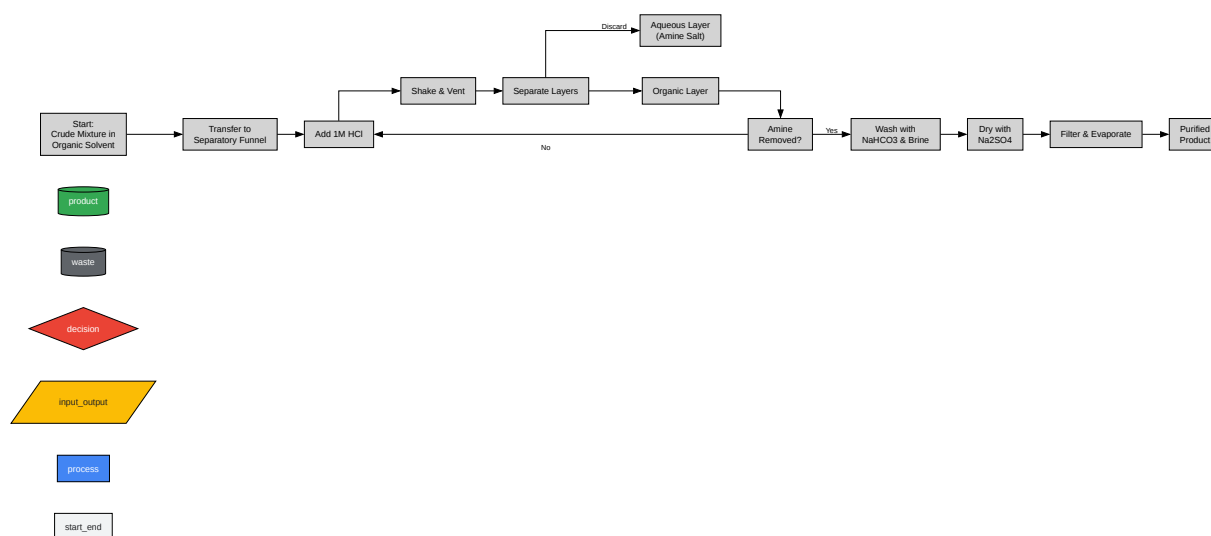 Discard
Aqueous Layer
(Amine Salt)
Shake & Vent
Separate Layers
Organic Layer
Start:
Crude Mixture in
Organic Solvent
Transfer to
Separatory Funnel
Add 1M HCl
No
Amine
Removed?
Yes
Wash with
NaHCO3 & Brine
Dry with
Na2SO4
Filter & Evaporate
Purified
Product
product
waste
decision
input_output
process
start_end